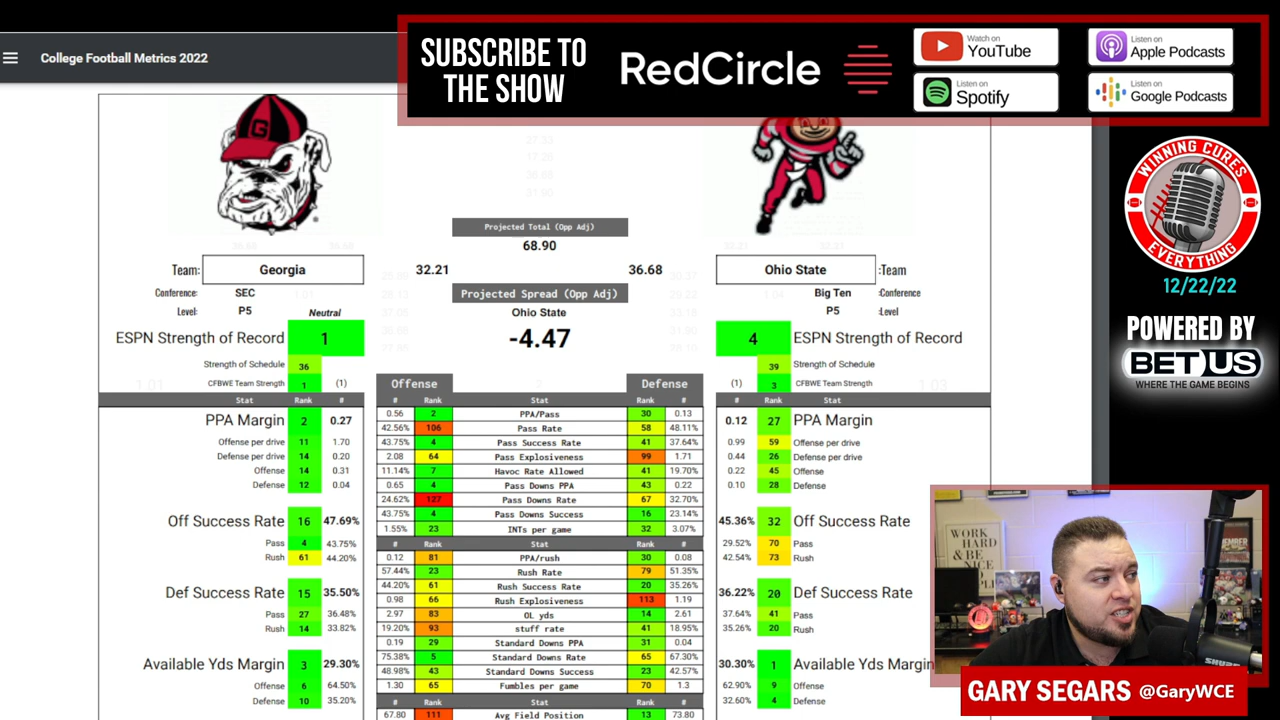 SUBSCRIBE TO
THE SHOW
RedCircle
Watch on
YouTube
Listen on
Apple Podcasts
Listen on
Spotify
Listen on
Google Podcasts
College Football Metrics 2022
G
Projected Total (Opp Adj)
68.90
Team: Georgia 32.21 36.68 Ohio State :Team
Conference: SEC Projected Spread (Opp Adj) Big Ten :Conference
Level: P5 Neutral Ohio State P5 :Level
-4.47
ESPN Strength of Record 1 4 ESPN Strength of Record
Strength of Schedule 36 39 Strength of Schedule
CFBWE Team Strength 1 (1) Offense Defense (1) 3 CFBWE Team Strength
Stat Rank # # Rank Stat Rank # # Rank Stat
0.56 2 PPA/Pass 30 0.13
PPA Margin 2 0.27 0.12 27 PPA Margin
42.56% 106 Pass Rate 58 48.11%
Offense per drive 11 1.70 43.75% 4 Pass Success Rate 41 37.64% 0.99 59 Offense per drive
Defense per drive 14 0.20 2.08 64 Pass Explosiveness 99 1.71 0.44 26 Defense per drive
Offense 14 0.31 11.14% 7 Havoc Rate Allowed 41 19.70% 0.22 45 Offense
Defense 12 0.04 0.65 4 Pass Downs PPA 43 0.22 0.10 28 Defense
24.62% 127 Pass Downs Rate 67 32.70%
43.75% 4 Pass Downs Success 16 23.14%
Off Success Rate 16 47.69% 45.36% 32 Off Success Rate
1.55% 23 INTs per game 32 3.07%
Pass 4 43.75% # Rank Stat Rank # 29.52% 70 Pass
Rush 61 44.20% 0.12 81 PPA/rush 30 0.08 42.54% 73 Rush
57.44% 23 Rush Rate 79 51.35%
44.20% 61 Rush Success Rate 20 35.26%
Def Success Rate 15 35.50% 36.22% 20 Def Success Rate
0.98 66 Rush Explosiveness 113 1.19
Pass 27 36.48% 2.97 83 OL yds 14 2.61 37.64% 41 Pass
Rush 14 33.82% 19.20% 93 stuff rate 41 18.95% 35.26% 20 Rush
0.19 29 Standard Downs PPA 31 0.04
75.38% 5 Standard Downs Rate 65 67.30%
Available Yds Margin 3 29.30% 30.30% 1 Available Yds Margin
48.98% 43 Standard Downs Success 23 42.57%
Offense 6 64.50% 1.30 65 Fumbles per game 70 1.3 62.90% 9 Offense
Defense 10 35.20% # Rank Stat Rank # 32.60% 4 Defense
67.80 111 Avg Field Position 13 73.80
WINNING CURES
EVERYTHING
12/22/22
POWERED BY
BETUS
WHERE THE GAME BEGINS
WORK
HARD
& BE
SHURE
GARY SEGARS @GaryWCE